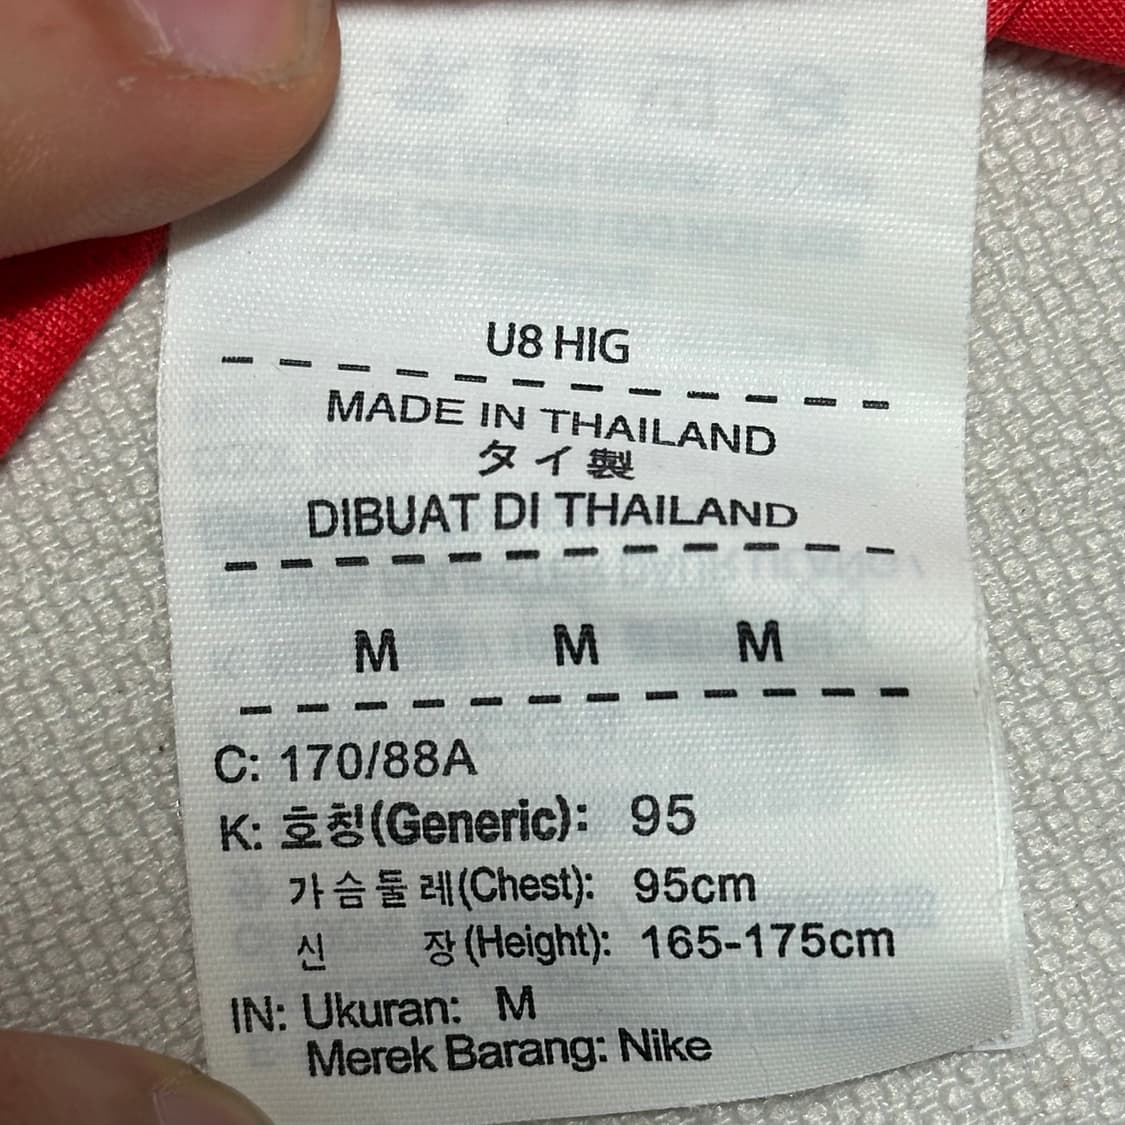 U8 HIG
MADE IN THAILAND
タイ製
DIBUAT DI THAILAND
M M M
C: 170/88A
K: 호칭(Generic): 95
가슴둘레(Chest): 95cm
신 장(Height): 165-175cm
IN: Ukuran: M
Merek Barang: Nike